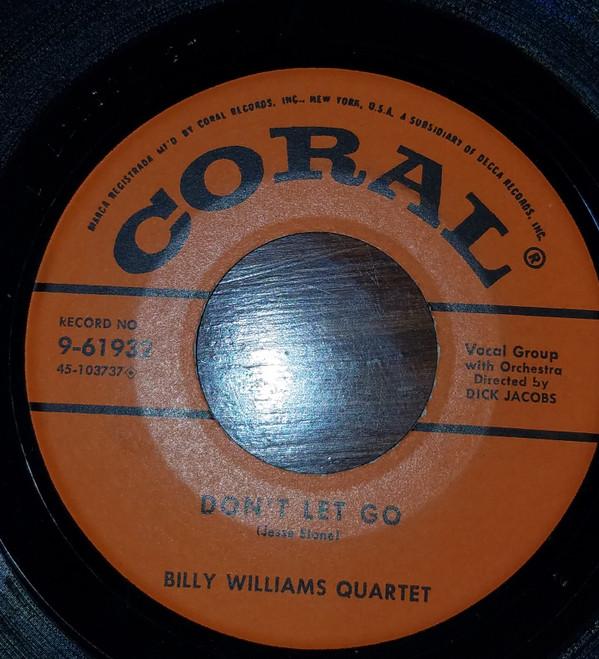 MARCA REGISTRADA MF'D BY CORAL RECORDS, INC., NEW YORK, U.S.A. A SUBSIDIARY OF DECCA RECORDS, INC.
CORAL®
RECORD NO
9-61932
45-103737
Vocal Group
with Orchestra
Directed by
DICK JACOBS
DON'T LET GO
(Jesse Stone)
BILLY WILLIAMS QUARTET